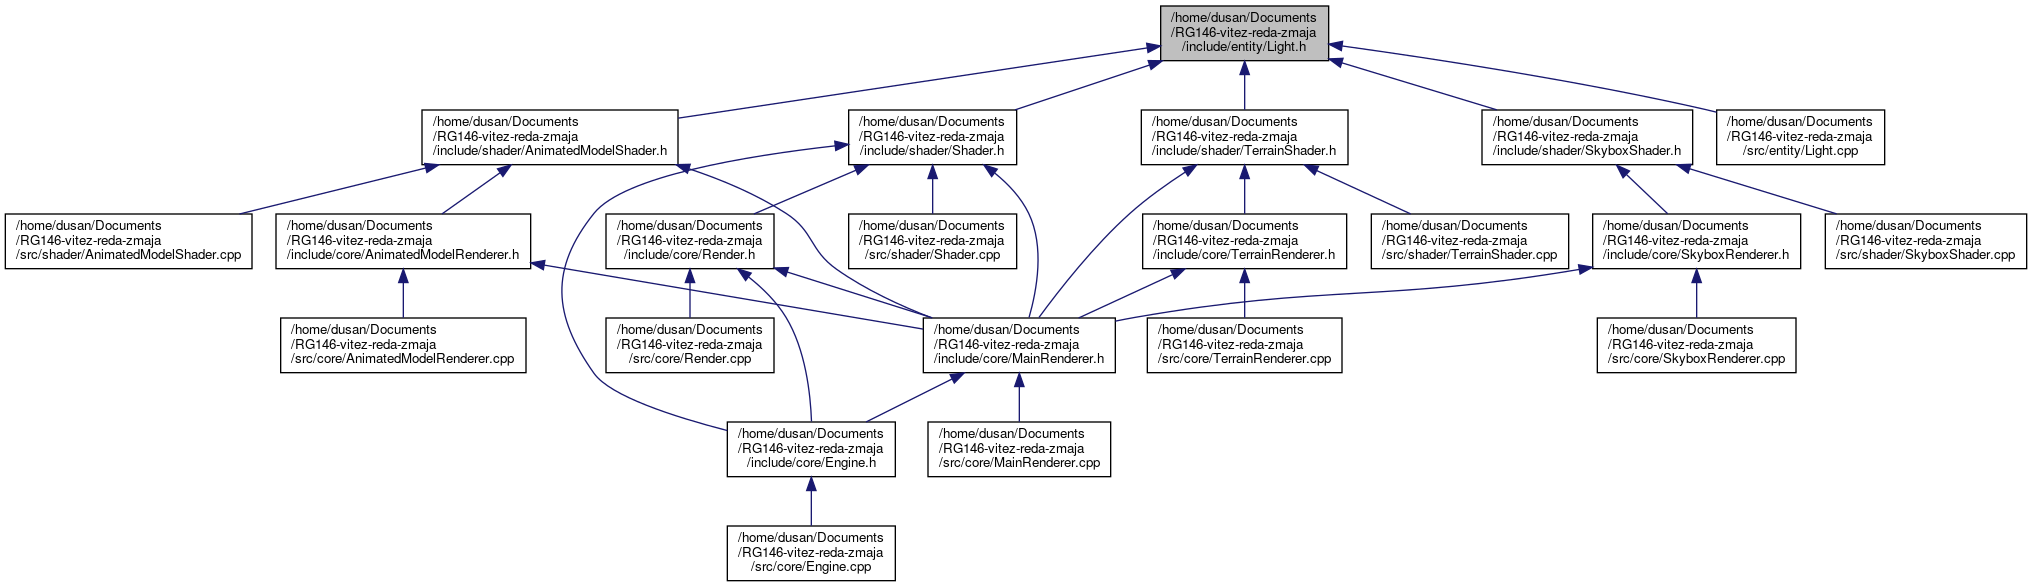 /home/dusan/Documents
/RG146-vitez-reda-zmaja
/include/entity/Light.h
/home/dusan/Documents
/RG146-vitez-reda-zmaja
/include/shader/AnimatedModelShader.h
/home/dusan/Documents
/RG146-vitez-reda-zmaja
/include/shader/Shader.h
/home/dusan/Documents
/RG146-vitez-reda-zmaja
/include/shader/TerrainShader.h
/home/dusan/Documents
/RG146-vitez-reda-zmaja
/include/shader/SkyboxShader.h
/home/dusan/Documents
/RG146-vitez-reda-zmaja
/src/entity/Light.cpp
/home/dusan/Documents
/RG146-vitez-reda-zmaja
/src/shader/AnimatedModelShader.cpp
/home/dusan/Documents
/RG146-vitez-reda-zmaja
/include/core/AnimatedModelRenderer.h
/home/dusan/Documents
/RG146-vitez-reda-zmaja
/include/core/Render.h
/home/dusan/Documents
/RG146-vitez-reda-zmaja
/src/shader/Shader.cpp
/home/dusan/Documents
/RG146-vitez-reda-zmaja
/include/core/TerrainRenderer.h
/home/dusan/Documents
/RG146-vitez-reda-zmaja
/src/shader/TerrainShader.cpp
/home/dusan/Documents
/RG146-vitez-reda-zmaja
/include/core/SkyboxRenderer.h
/home/dusan/Documents
/RG146-vitez-reda-zmaja
/src/shader/SkyboxShader.cpp
/home/dusan/Documents
/RG146-vitez-reda-zmaja
/src/core/AnimatedModelRenderer.cpp
/home/dusan/Documents
/RG146-vitez-reda-zmaja
/src/core/Render.cpp
/home/dusan/Documents
/RG146-vitez-reda-zmaja
/include/core/MainRenderer.h
/home/dusan/Documents
/RG146-vitez-reda-zmaja
/src/core/TerrainRenderer.cpp
/home/dusan/Documents
/RG146-vitez-reda-zmaja
/src/core/SkyboxRenderer.cpp
/home/dusan/Documents
/RG146-vitez-reda-zmaja
/include/core/Engine.h
/home/dusan/Documents
/RG146-vitez-reda-zmaja
/src/core/MainRenderer.cpp
/home/dusan/Documents
/RG146-vitez-reda-zmaja
/src/core/Engine.cpp